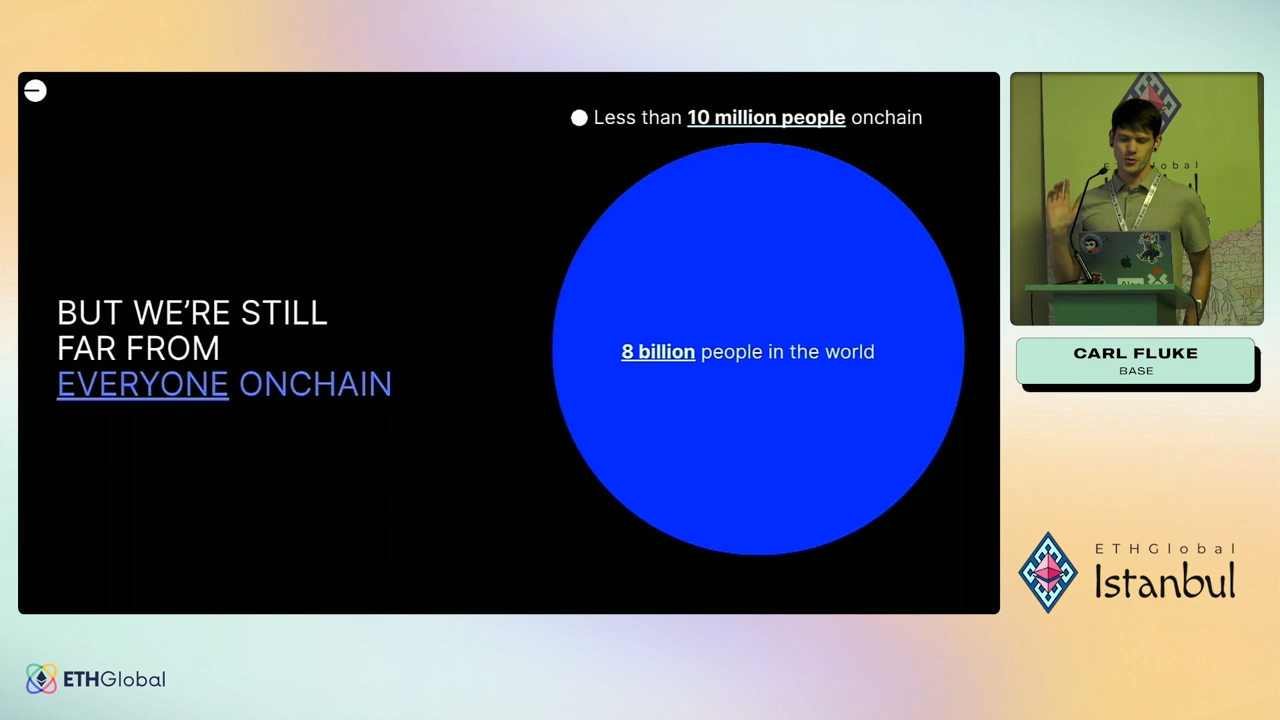 Less than 10 million people onchain
8 billion people in the world
BUT WE’RE STILL
FAR FROM
EVERYONE ONCHAIN
CARL FLUKE
BASE
ETHGlobal
Istanbul
ETHGlobal